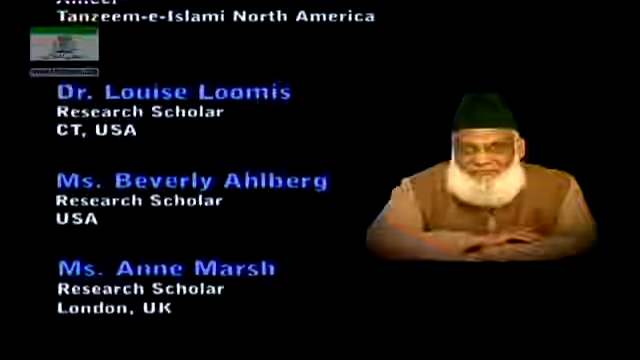 Tanzeem-e-Islami North America
Dr. Louise Loomis
Research Scholar
CT, USA
Ms. Beverly Ahlberg
Research Scholar
USA
Ms. Anne Marsh
Research Scholar
London, UK